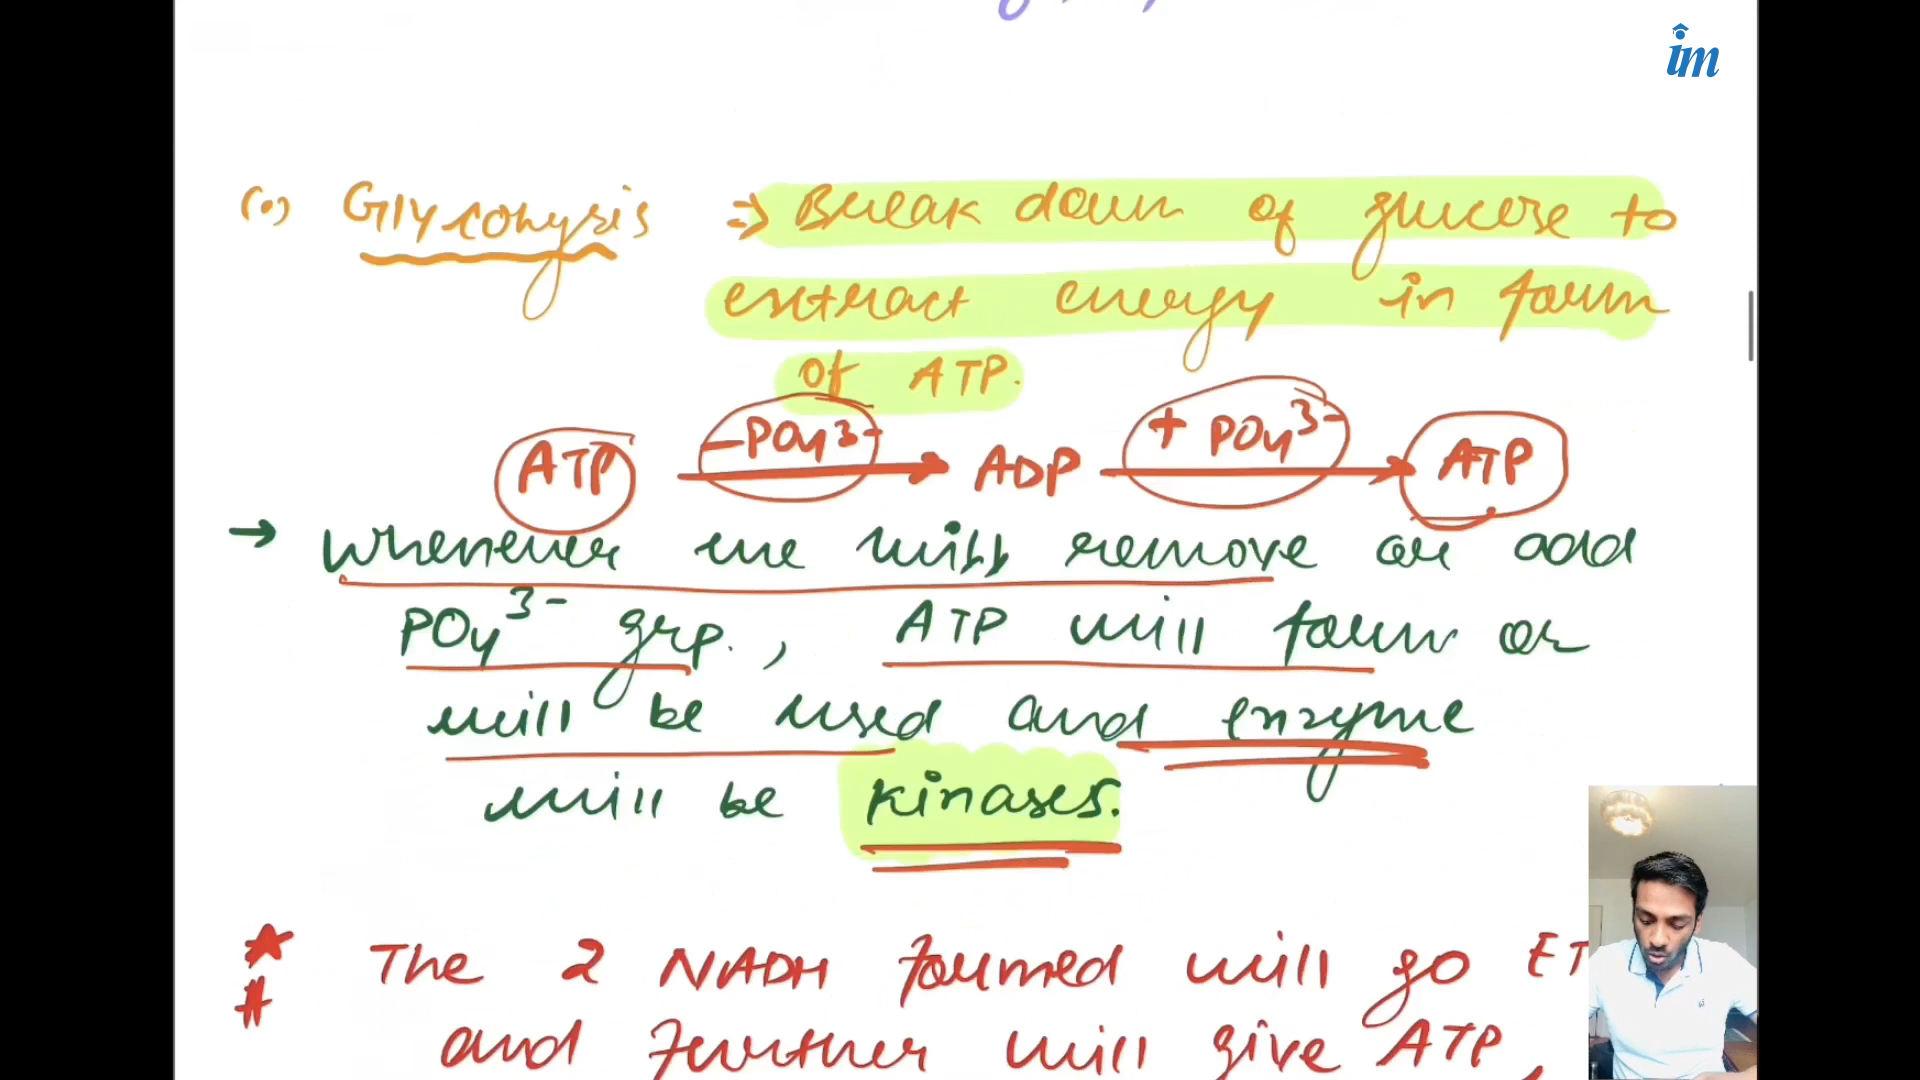 im
(•) Glycolysis ⇒ Break down of glucose to
extract energy in form
of ATP.
ATP -PO4³⁻ → ADP + PO4³⁻ → ATP
→ Whenever we will remove or add
PO4³⁻ grp., ATP will form or
will be used and enzyme
will be kinases.
* The 2 NADH formed will go ET
# and further will give ATP